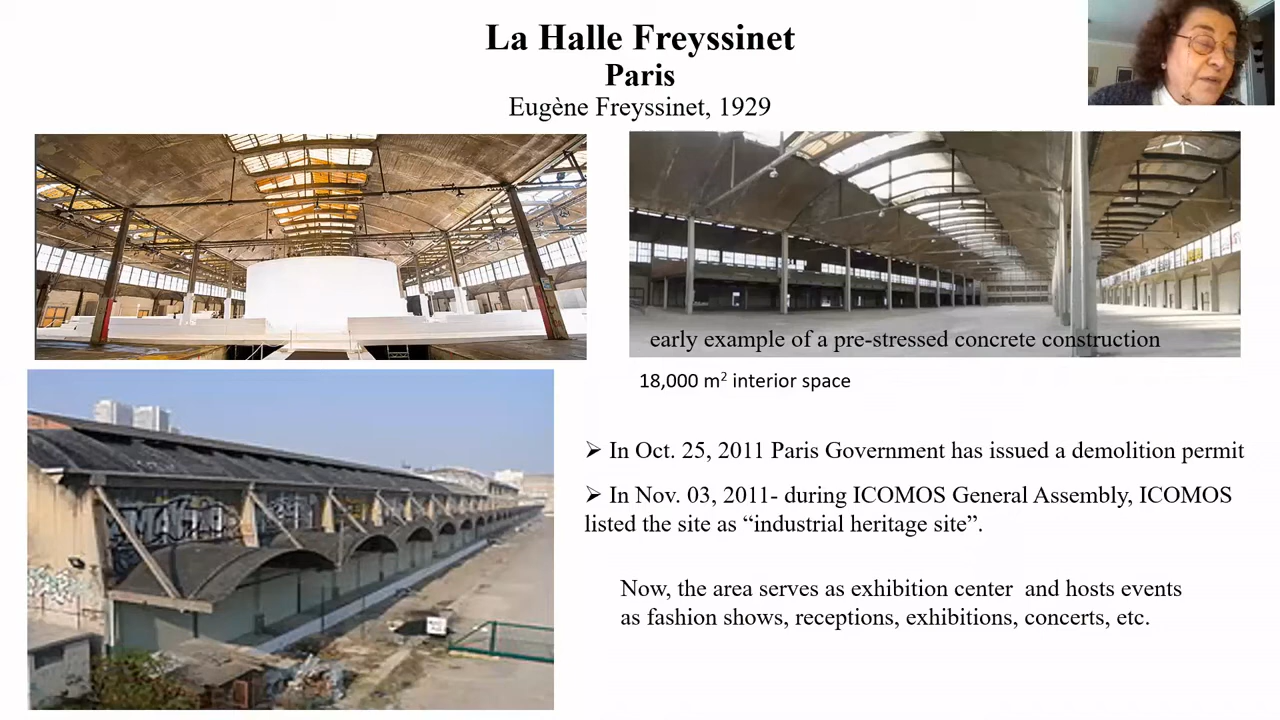 La Halle Freyssinet
Paris
Eugène Freyssinet, 1929
early example of a pre-stressed concrete construction
18,000 m² interior space
➢ In Oct. 25, 2011 Paris Government has issued a demolition permit
➢ In Nov. 03, 2011- during ICOMOS General Assembly, ICOMOS
listed the site as “industrial heritage site”.
Now, the area serves as exhibition center and hosts events
as fashion shows, receptions, exhibitions, concerts, etc.